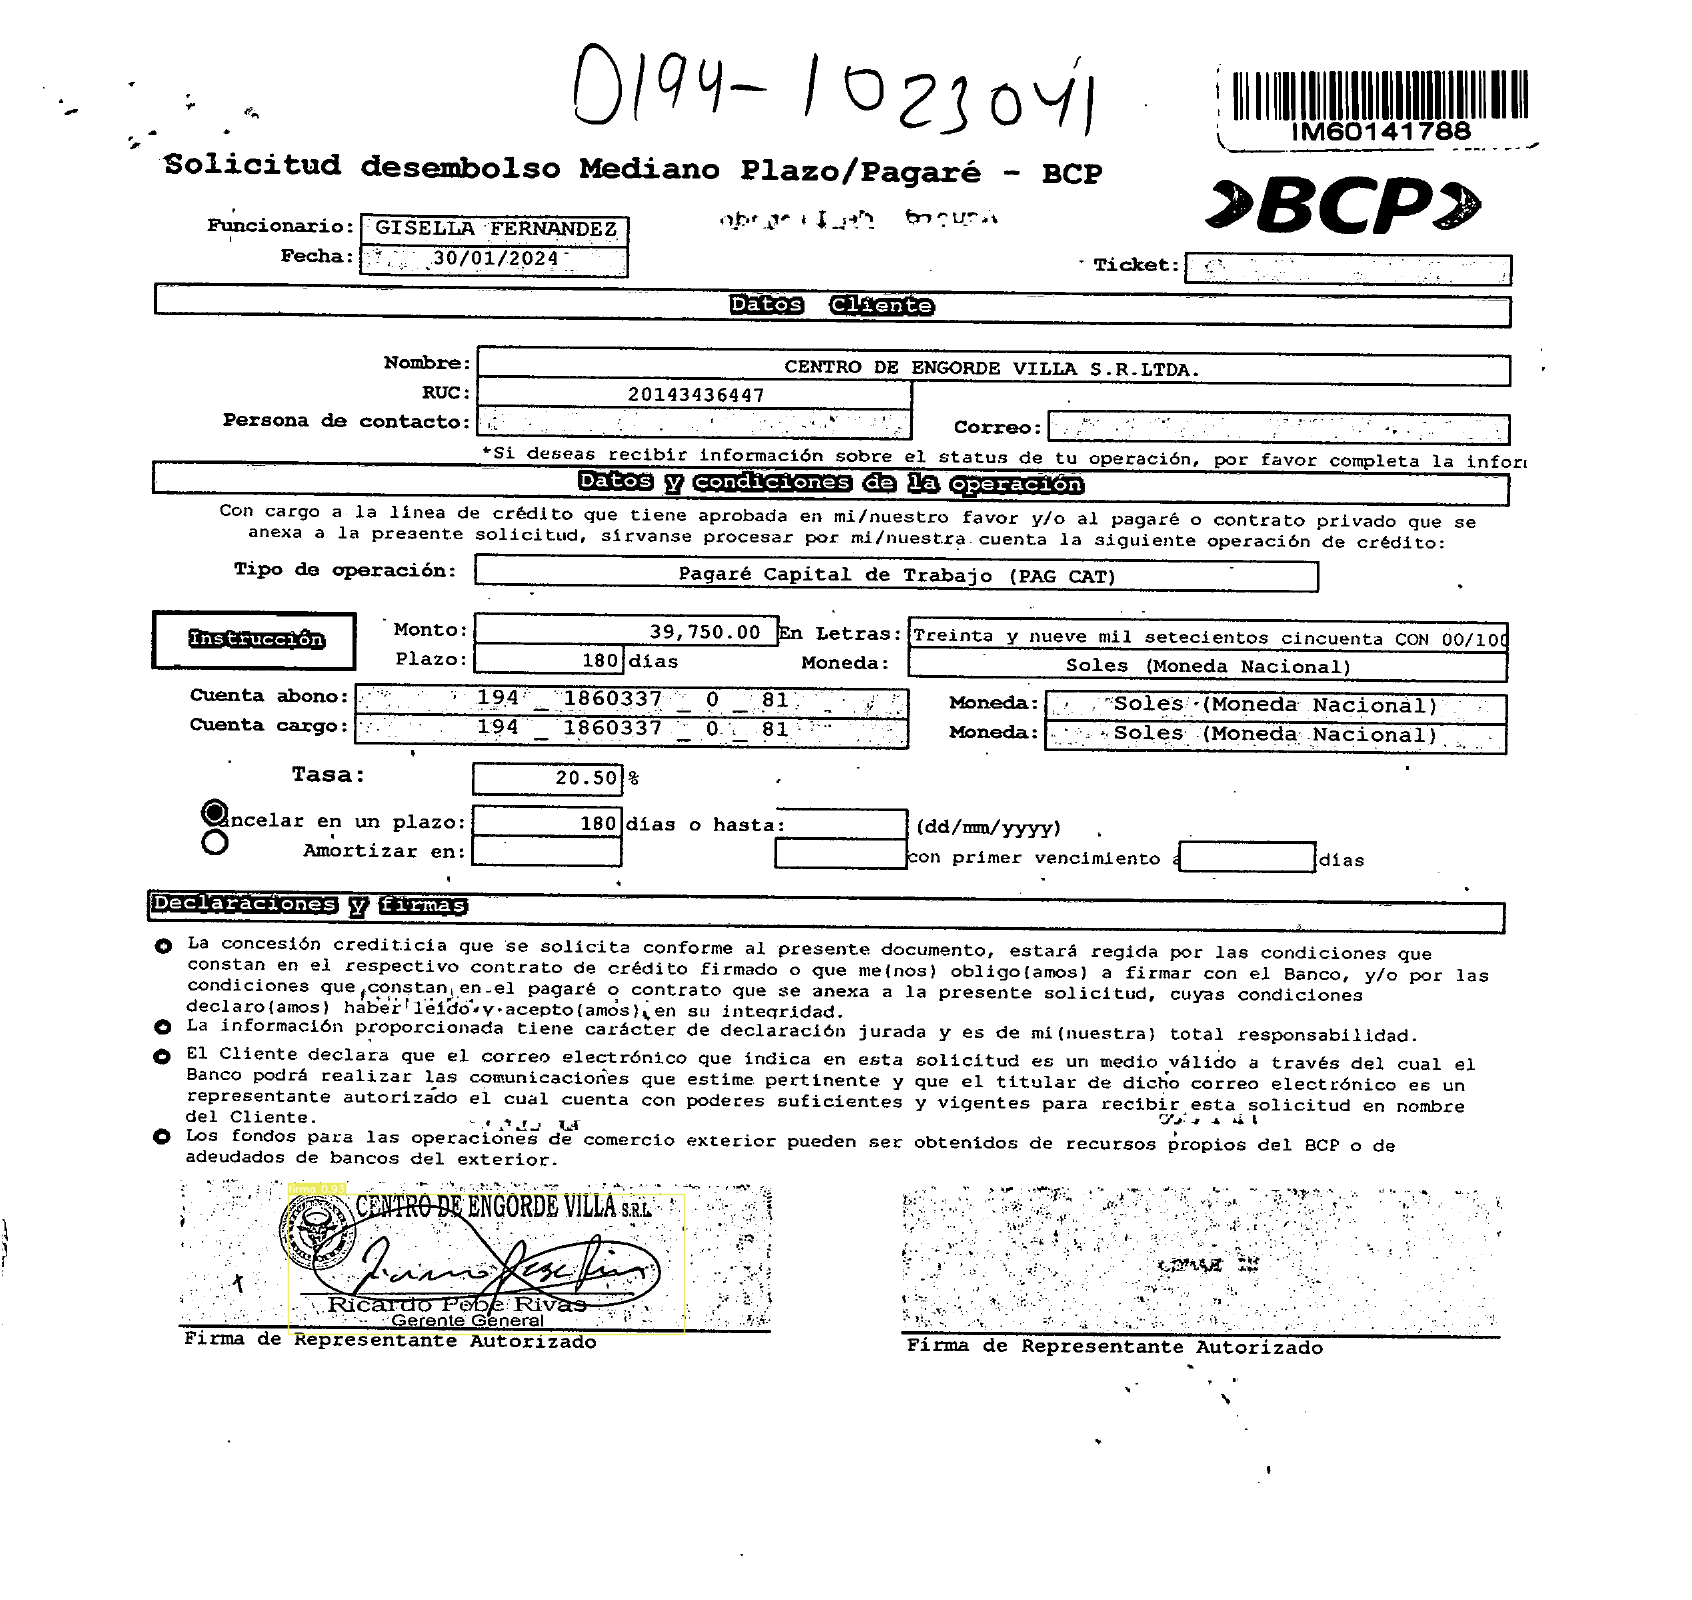 D194-1023041
IM60141788
Solicitud desembolso Mediano Plazo/Pagaré - BCP
BCP
Funcionario: GISELLA FERNANDEZ
Fecha: 30/01/2024
Ticket:
Datos Cliente
Nombre: CENTRO DE ENGORDE VILLA S.R.LTDA.
RUC: 20143436447
Persona de contacto:
Correo:
*Si deseas recibir información sobre el status de tu operación, por favor completa la infor
Datos y condiciones de la operación
Con cargo a la línea de crédito que tiene aprobada en mi/nuestro favor y/o al pagaré o contrato privado que se
anexa a la presente solicitud, sírvanse procesar por mi/nuestra cuenta la siguiente operación de crédito:
Tipo de operación: Pagaré Capital de Trabajo (PAG CAT)
Instrucción
Monto: 39,750.00 En Letras: Treinta y nueve mil setecientos cincuenta CON 00/100
Plazo: 180 días Moneda: Soles (Moneda Nacional)
Cuenta abono: 194 _ 1860337 _ 0 _ 81 Moneda: Soles (Moneda Nacional)
Cuenta cargo: 194 _ 1860337 _ 0 _ 81 Moneda: Soles (Moneda Nacional)
Tasa: 20.50 %
ancelar en un plazo: 180 días o hasta: (dd/mm/yyyy)
Amortizar en: con primer vencimiento a días
Declaraciones y firmas
La concesión crediticia que se solicita conforme al presente documento, estará regida por las condiciones que
constan en el respectivo contrato de crédito firmado o que me(nos) obligo(amos) a firmar con el Banco, y/o por las
condiciones que constan en el pagaré o contrato que se anexa a la presente solicitud, cuyas condiciones
declaro(amos) haber leído y acepto(amos) en su integridad.
La información proporcionada tiene carácter de declaración jurada y es de mi(nuestra) total responsabilidad.
El Cliente declara que el correo electrónico que indica en esta solicitud es un medio válido a través del cual el
Banco podrá realizar las comunicaciones que estime pertinente y que el titular de dicho correo electrónico es un
representante autorizado el cual cuenta con poderes suficientes y vigentes para recibir esta solicitud en nombre
del Cliente.
Los fondos para las operaciones de comercio exterior pueden ser obtenidos de recursos propios del BCP o de
adeudados de bancos del exterior.
firma 0.93
CENTRO DE ENGORDE VILLA S.R.L
Ricardo Pebe Rivas
Gerente General
Firma de Representante Autorizado
Firma de Representante Autorizado